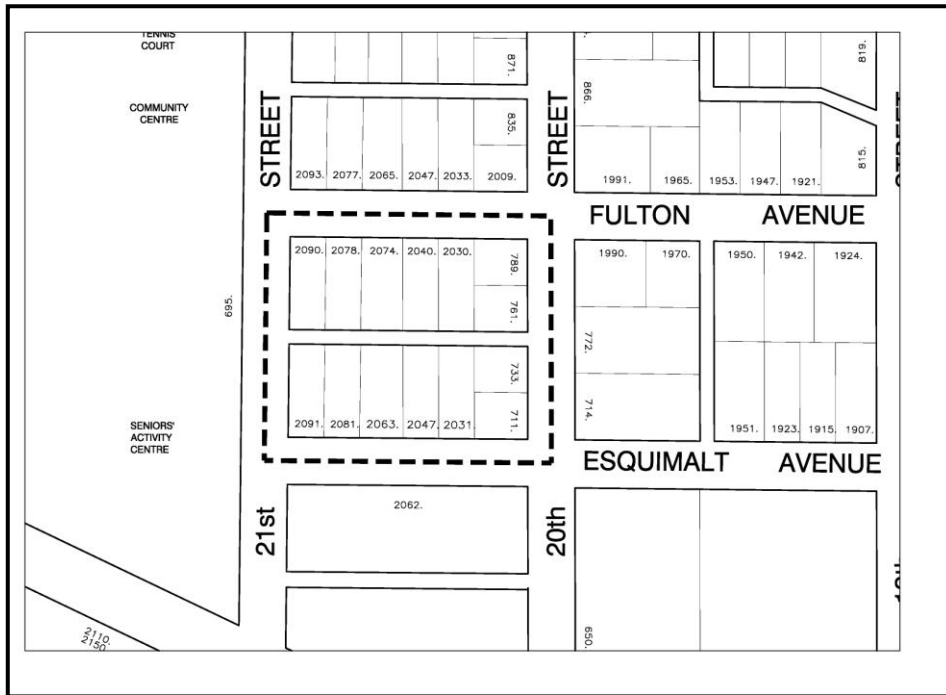 TENNIS
COURT
871.
819.
COMMUNITY
CENTRE
866.
835.
815.
STREET
STREET
2093. 2077. 2065. 2047. 2033. 2009.
1991. 1965. 1953. 1947. 1921.
FULTON AVENUE
2090. 2078. 2074. 2040. 2030. 789.
1990. 1970. 1950. 1942. 1924.
695.
761.
772.
733.
714.
711.
SENIORS'
ACTIVITY
CENTRE
2091. 2081. 2063. 2047. 2031.
1951. 1923. 1915. 1907.
ESQUIMALT AVENUE
2062.
21st
20th
2110.
2150.
650.